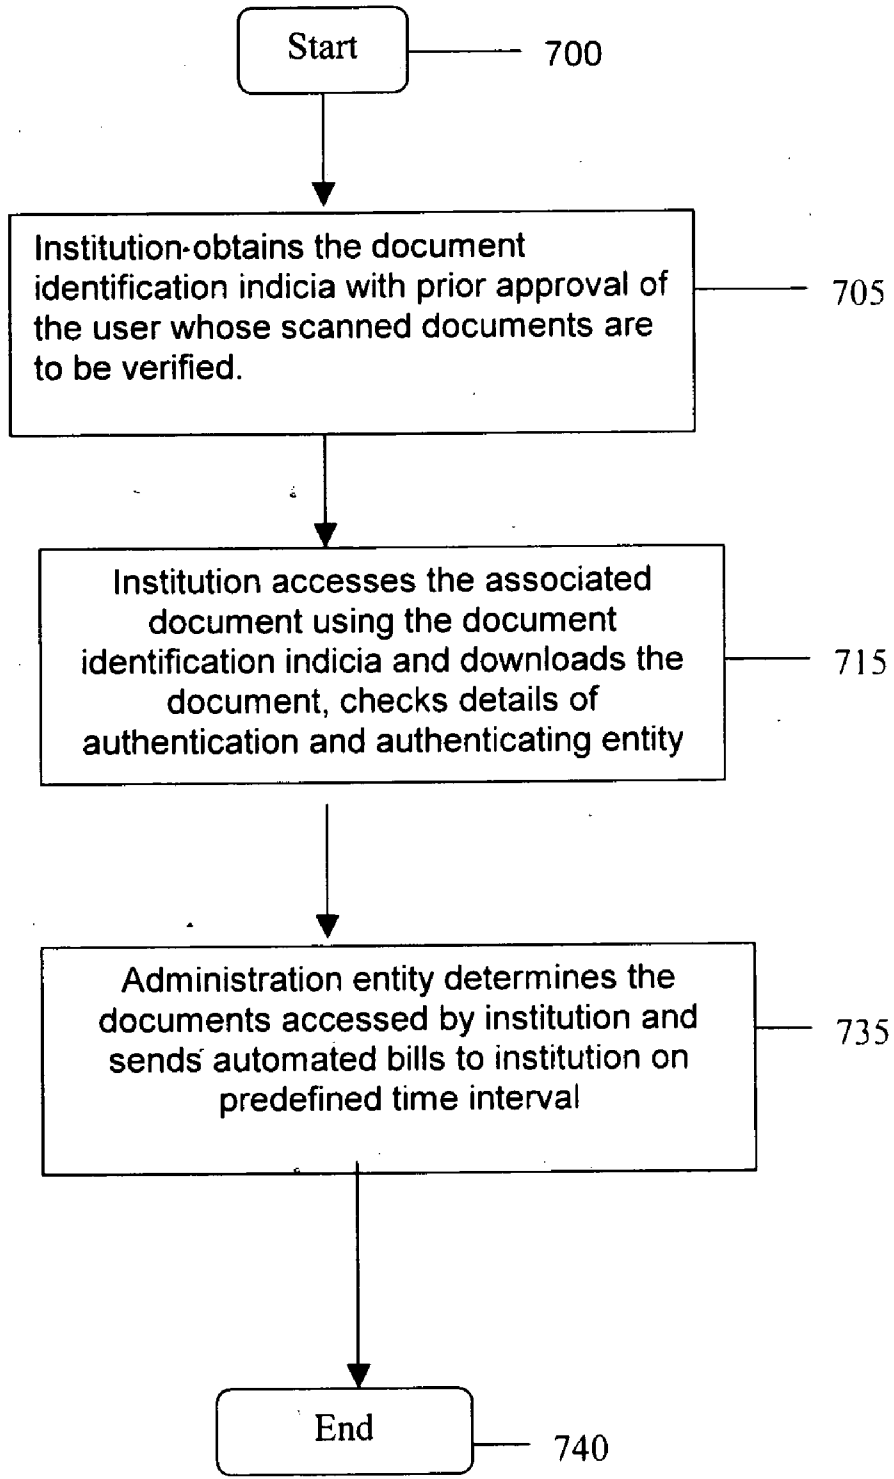 Start
700
Institution obtains the document
identification indicia with prior approval of
the user whose scanned documents are
to be verified.
705
Institution accesses the associated
document using the document
identification indicia and downloads the
document, checks details of
authentication and authenticating entity
715
Administration entity determines the
documents accessed by institution and
sends automated bills to institution on
predefined time interval
735
End
740